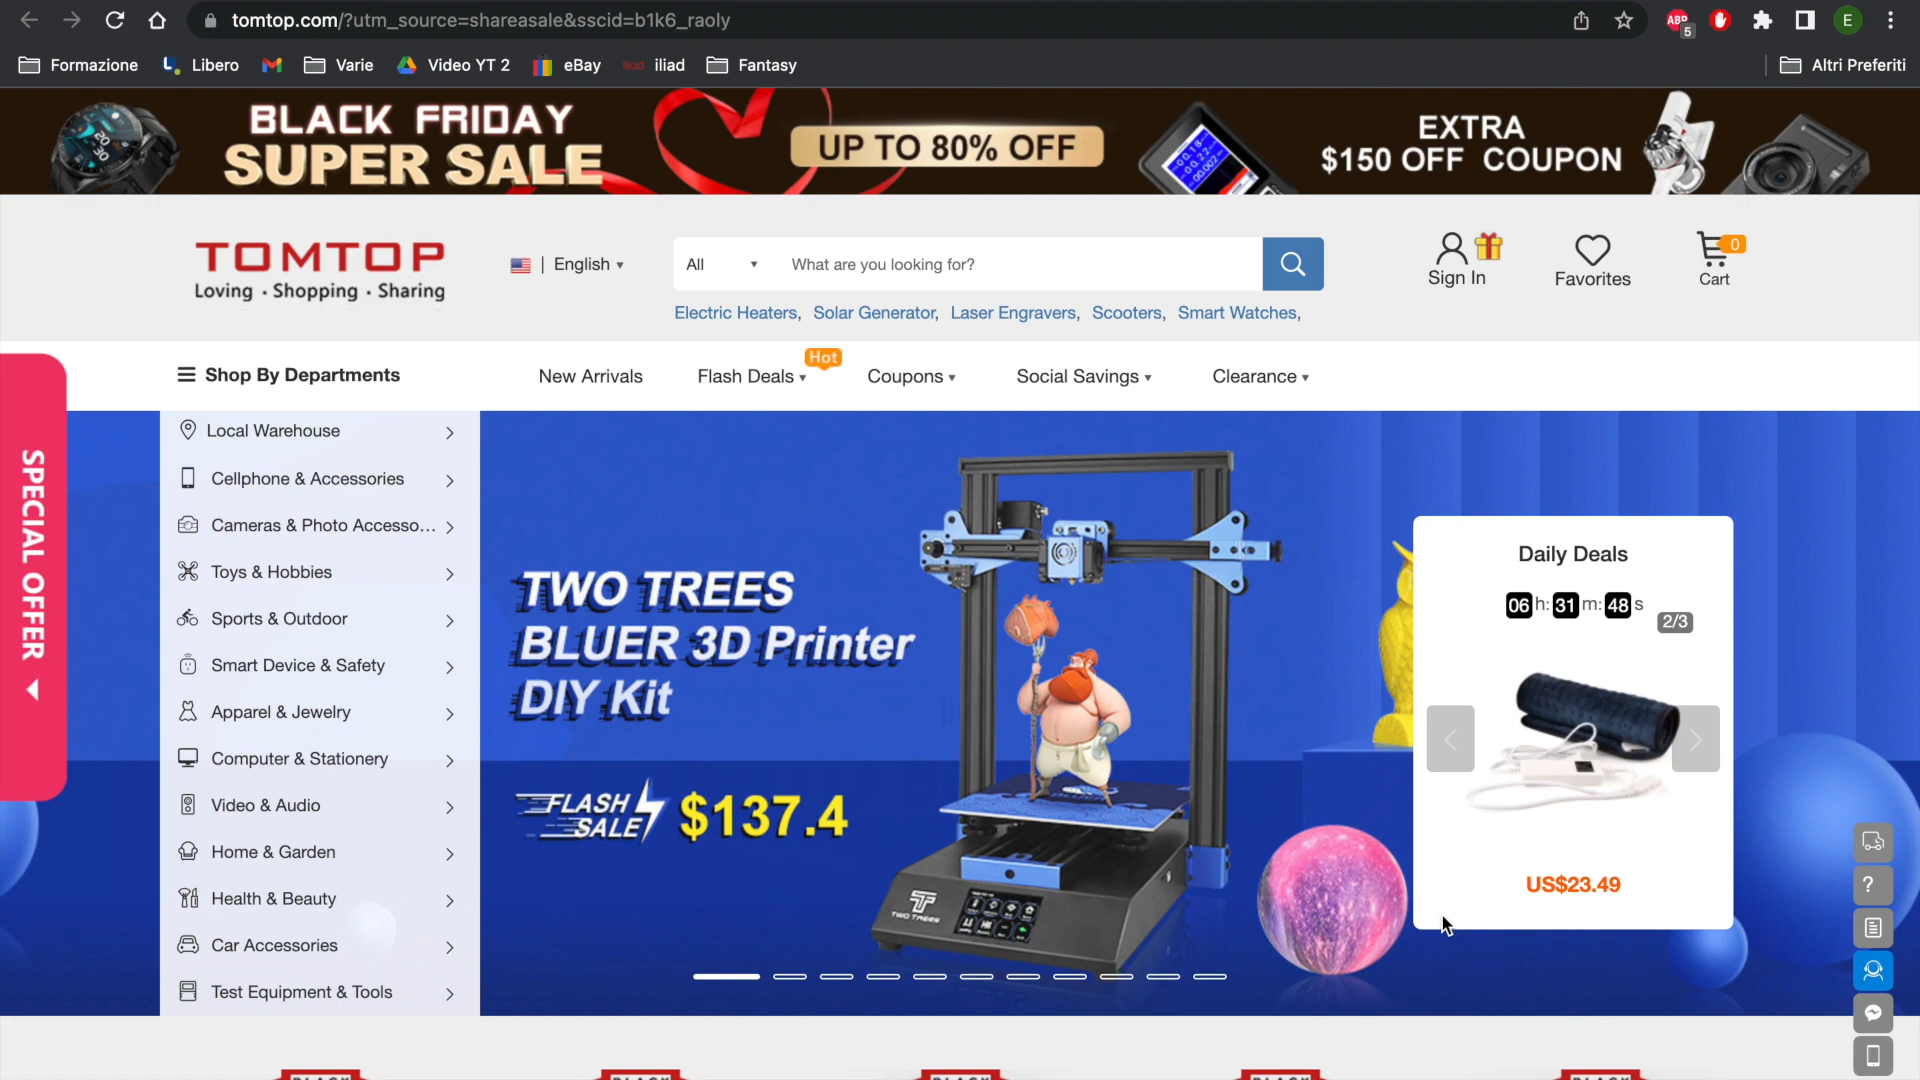 tomtop.com/?utm_source=shareasale&sscid=b1k6_raoly
ABP
5
E
Formazione
Libero
Varie
Video YT 2
eBay
iliad
Fantasy
Altri Preferiti
BLACK FRIDAY
SUPER SALE
UP TO 80% OFF
EXTRA
$150 OFF COUPON
TOMTOP
Loving · Shopping · Sharing
| English
All
What are you looking for?
Sign In
Favorites
0
Cart
Electric Heaters, Solar Generator, Laser Engravers, Scooters, Smart Watches,
Shop By Departments
New Arrivals
Flash Deals
Hot
Coupons
Social Savings
Clearance
SPECIAL OFFER
Local Warehouse
Cellphone & Accessories
Cameras & Photo Accesso...
Toys & Hobbies
Sports & Outdoor
Smart Device & Safety
Apparel & Jewelry
Computer & Stationery
Video & Audio
Home & Garden
Health & Beauty
Car Accessories
Test Equipment & Tools
TWO TREES
BLUER 3D Printer
DIY Kit
FLASH
SALE
$137.4
TWO TREES
Daily Deals
06 h: 31 m: 48 s
2/3
US$23.49
?